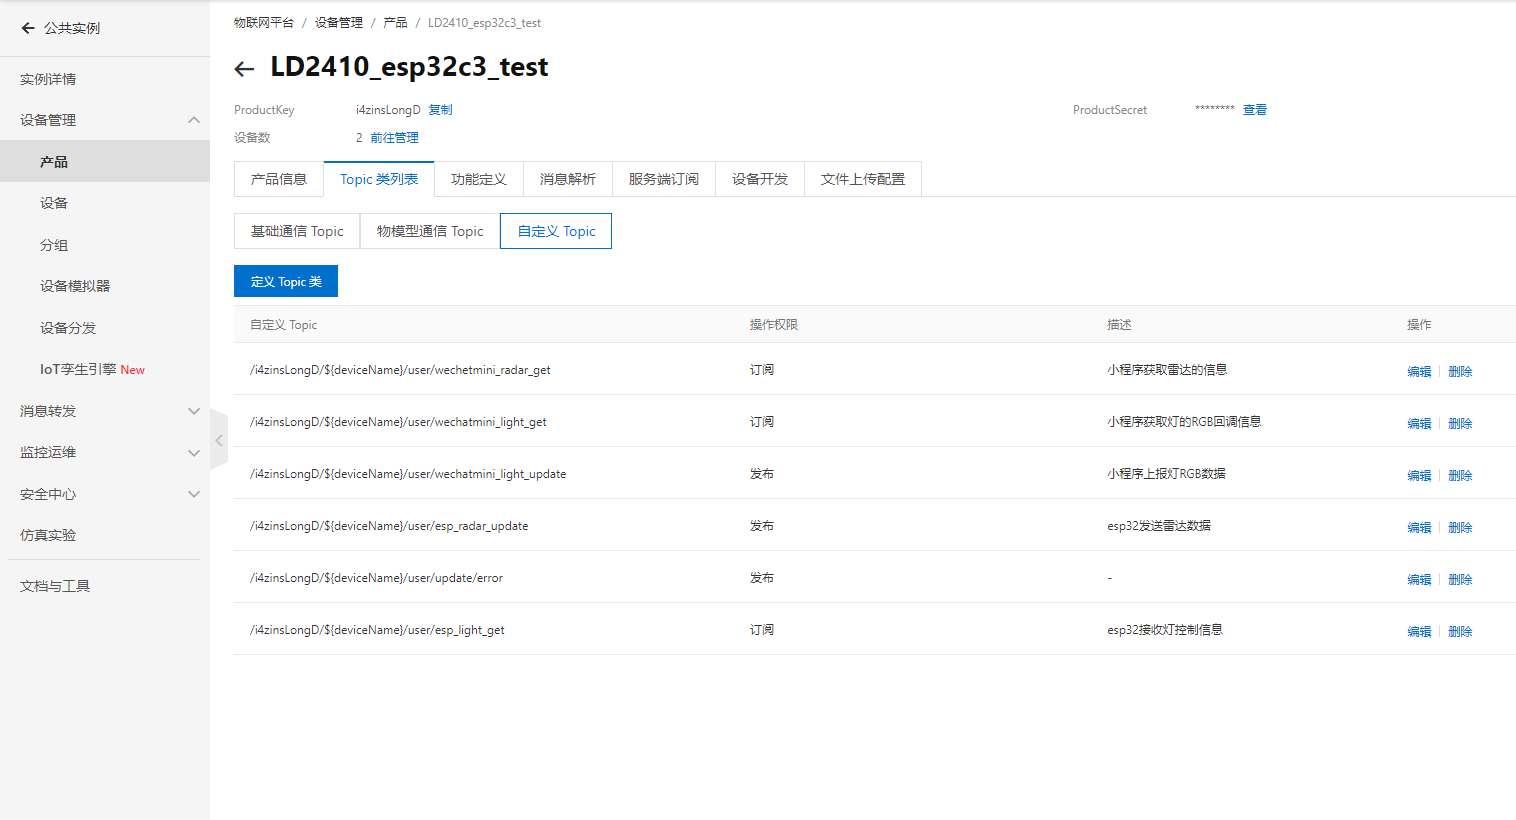 公共实例
实例详情
设备管理
产品
设备
分组
设备模拟器
设备分发
IoT孪生引擎 New
消息转发
监控运维
安全中心
仿真实验
文档与工具
物联网平台 / 设备管理 / 产品 / LD2410_esp32c3_test
LD2410_esp32c3_test
ProductKey i4zinsLongD 复制 ProductSecret ******** 查看
设备数 2 前往管理
产品信息 Topic 类列表 功能定义 消息解析 服务端订阅 设备开发 文件上传配置
基础通信 Topic 物模型通信 Topic 自定义 Topic
定义 Topic 类
自定义 Topic 操作权限 描述 操作
/i4zinsLongD/${deviceName}/user/wechetmini_radar_get 订阅 小程序获取雷达的信息 编辑 删除
/i4zinsLongD/${deviceName}/user/wechatmini_light_get 订阅 小程序获取灯的RGB回调信息 编辑 删除
/i4zinsLongD/${deviceName}/user/wechatmini_light_update 发布 小程序上报灯RGB数据 编辑 删除
/i4zinsLongD/${deviceName}/user/esp_radar_update 发布 esp32发送雷达数据 编辑 删除
/i4zinsLongD/${deviceName}/user/update/error 发布 - 编辑 删除
/i4zinsLongD/${deviceName}/user/esp_light_get 订阅 esp32接收灯控制信息 编辑 删除